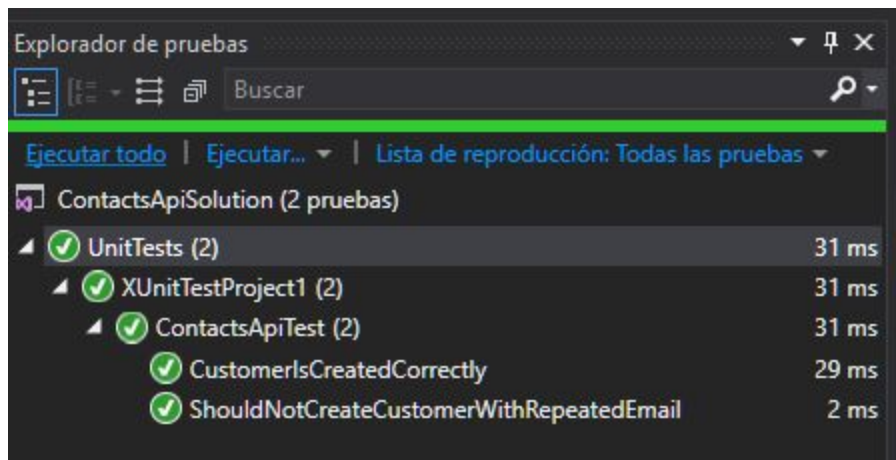 Explorador de pruebas
Buscar
Ejecutar todo | Ejecutar... | Lista de reproducción: Todas las pruebas
ContactsApiSolution (2 pruebas)
UnitTests (2) 31 ms
XUnitTestProject1 (2) 31 ms
ContactsApiTest (2) 31 ms
CustomerIsCreatedCorrectly 29 ms
ShouldNotCreateCustomerWithRepeatedEmail 2 ms